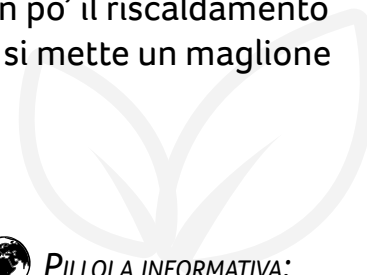 n po’ il riscaldamento
si mette un maglione
PILLOLA INFORMATIVA: